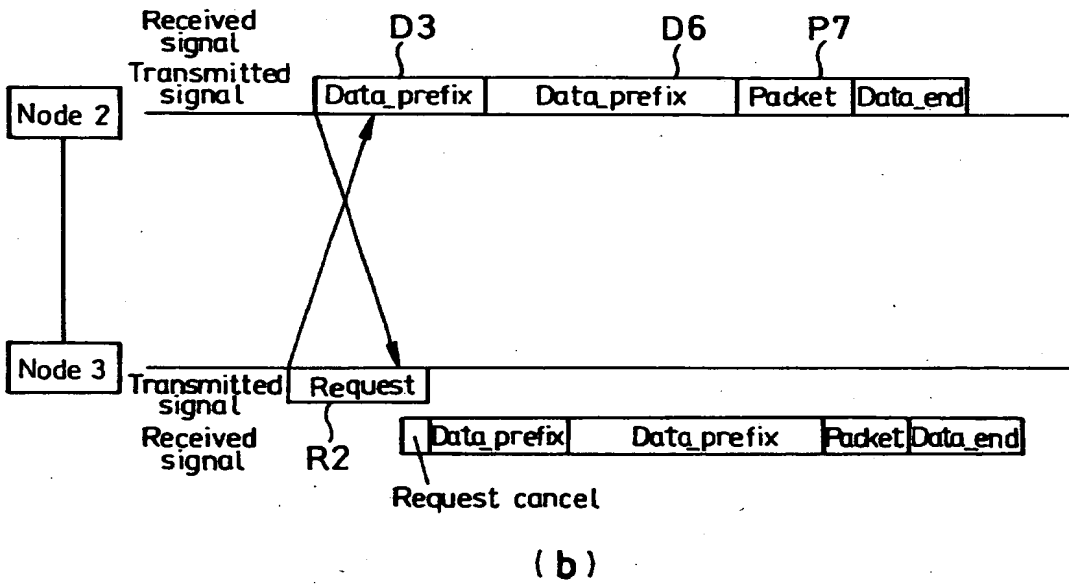 Received
signal
D3
D6
P7
Transmitted
signal
Data_prefix
Data_prefix
Packet
Data_end
Node 2
Node 3
Transmitted
signal
Request
Received
signal
R2
Data_prefix
Data_prefix
Packet
Data_end
Request cancel
(b)